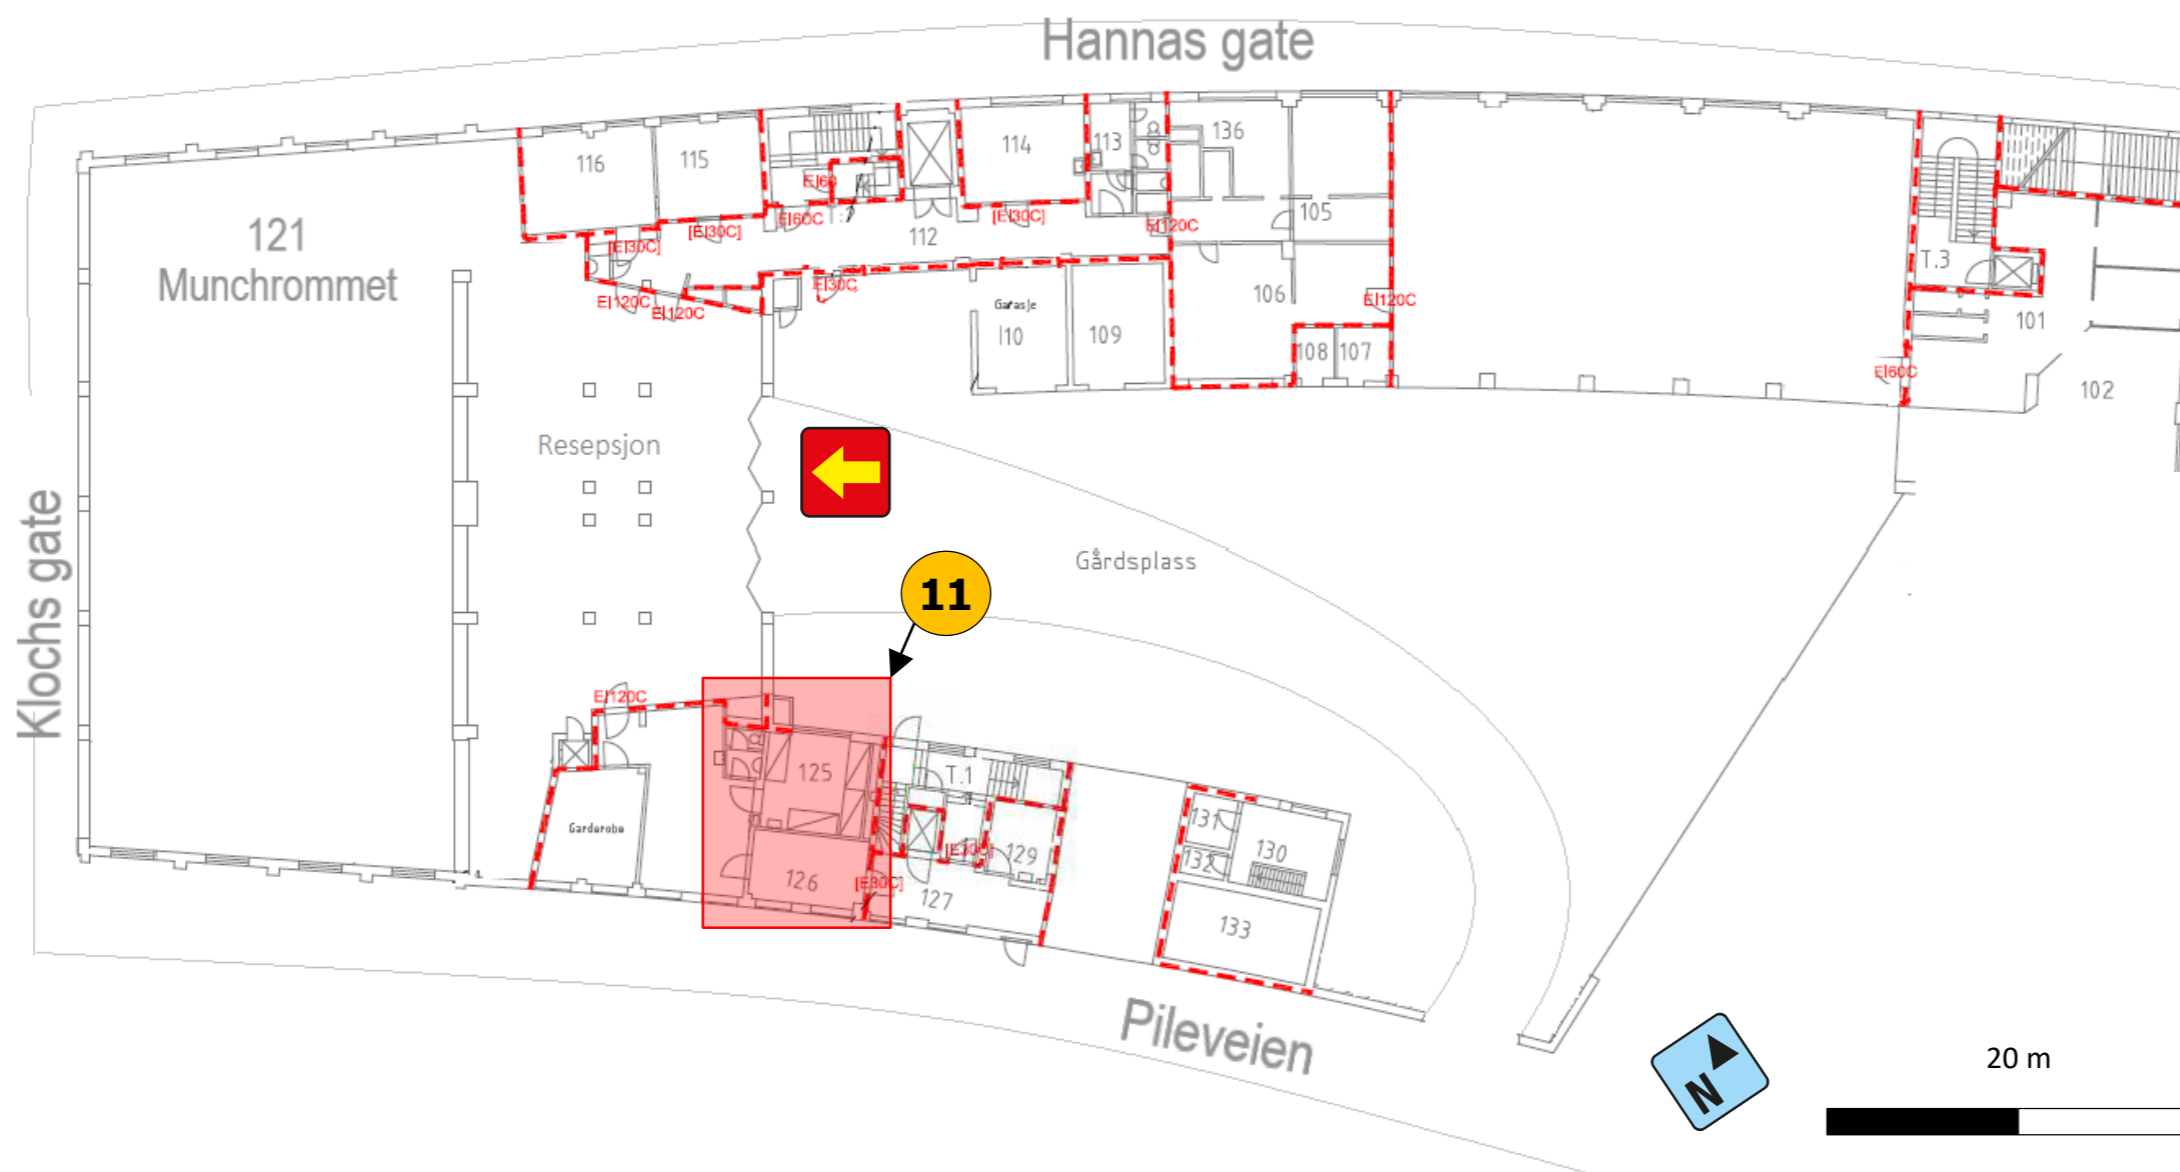 Hannas gate
116
115
114
113
136
EI60
EI60C
[EI30C]
[EI30C]
[EI30C]
EI120C
105
121
Munchrommet
112
T.3
EI30C
EI120C
EI120C
106
EI120C
Garasje
110
109
108
107
101
EI60C
102
Resepsjon
Gårdsplass
11
Klochs gate
EI120C
125
T.1
Garderobe
126
[E30C]
[E30C]
129
127
131
132
130
133
Pileveien
N
20 m